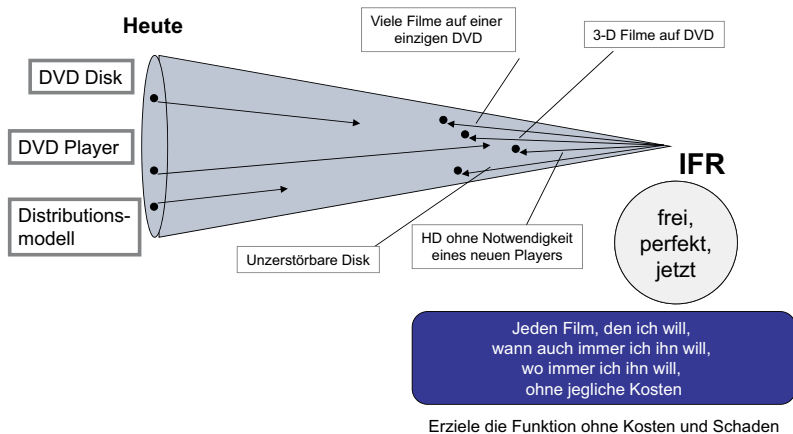 Heute
Viele Filme auf einer
einzigen DVD
3-D Filme auf DVD
DVD Disk
DVD Player
Distributions-
modell
IFR
frei,
perfekt,
jetzt
Unzerstörbare Disk
HD ohne Notwendigkeit
eines neuen Players
Jeden Film, den ich will,
wann auch immer ich ihn will,
wo immer ich ihn will,
ohne jegliche Kosten
Erziele die Funktion ohne Kosten und Schaden